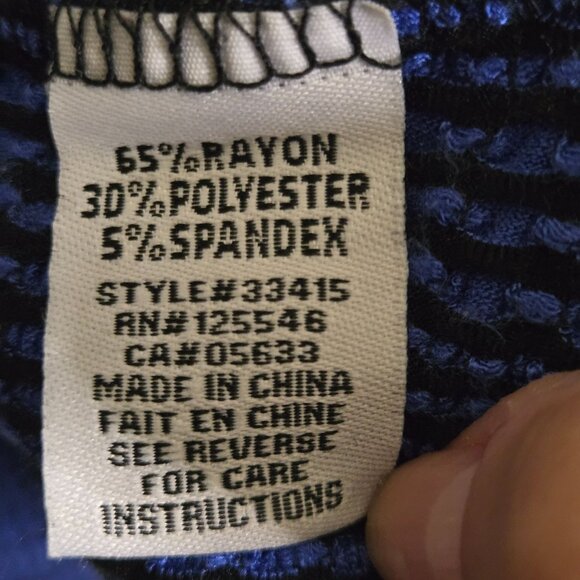 65%RAYON
30%POLYESTER
5%SPANDEX
STYLE#33415
RN#125546
CA#05633
MADE IN CHINA
FAIT EN CHINE
SEE REVERSE
FOR CARE
INSTRUCTIONS